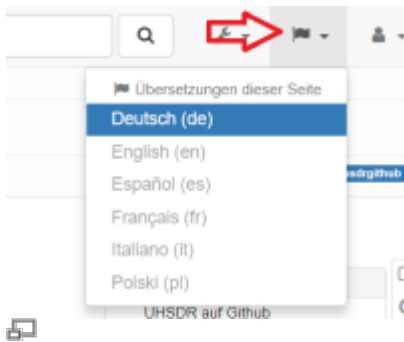 Übersetzungen dieser Seite
Deutsch (de)
English (en)
Español (es)
Français (fr)
Italiano (it)
Polski (pl)
UHSDR auf Github